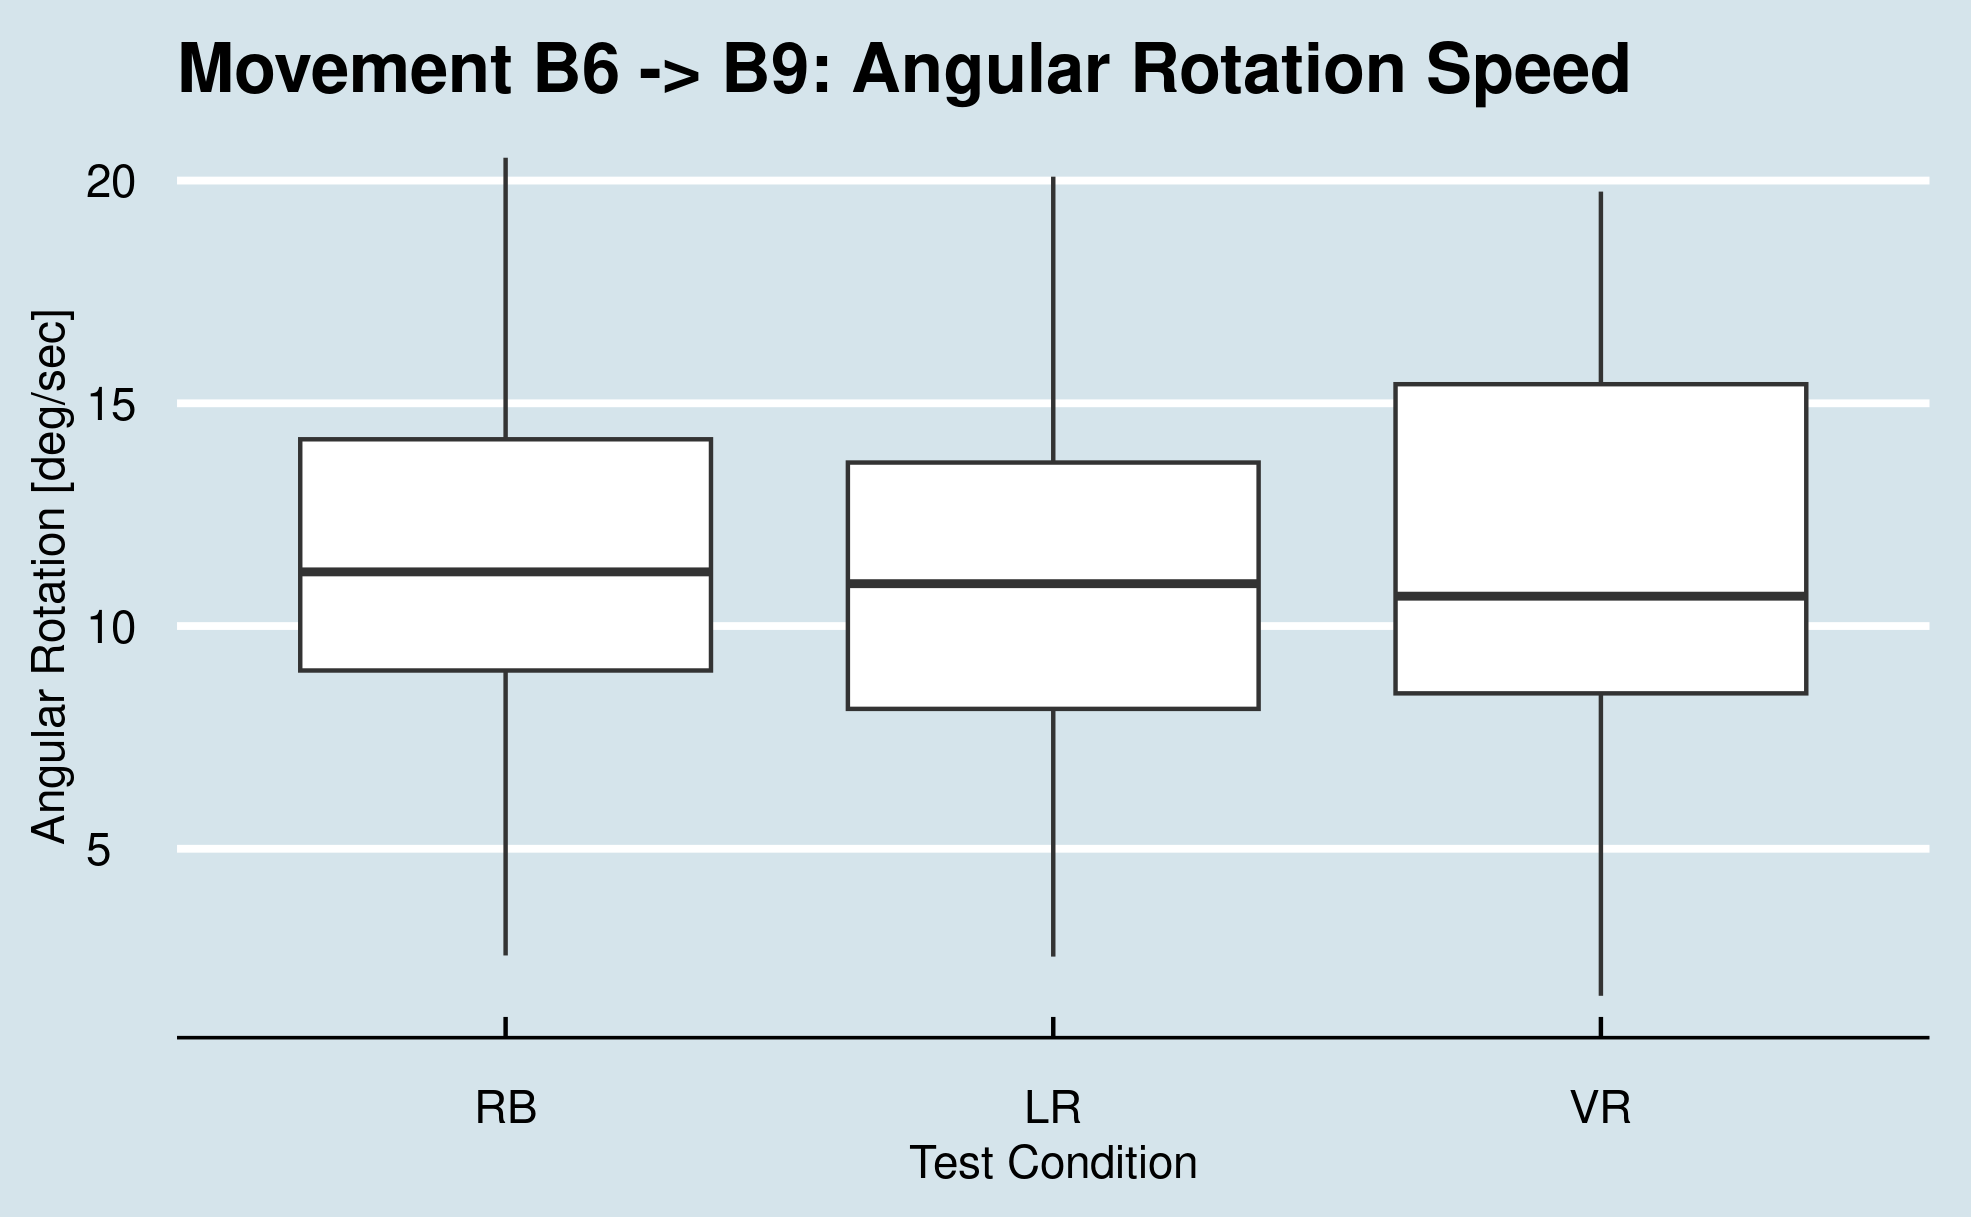 Movement B6 -> B9: Angular Rotation Speed
Angular Rotation [deg/sec]
20
15
10
5
RB LR VR
Test Condition